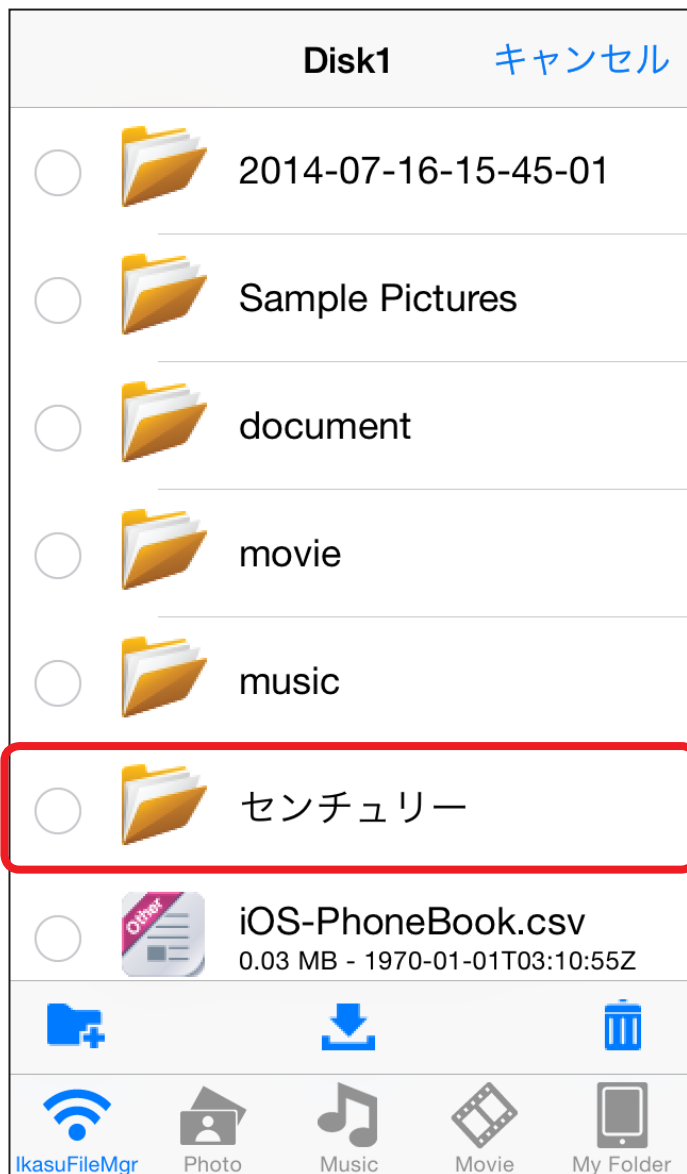 Disk1 キャンセル
2014-07-16-15-45-01
Sample Pictures
document
movie
music
センチュリー
Other
iOS-PhoneBook.csv
0.03 MB - 1970-01-01T03:10:55Z
IkasuFileMgr Photo Music Movie My Folder